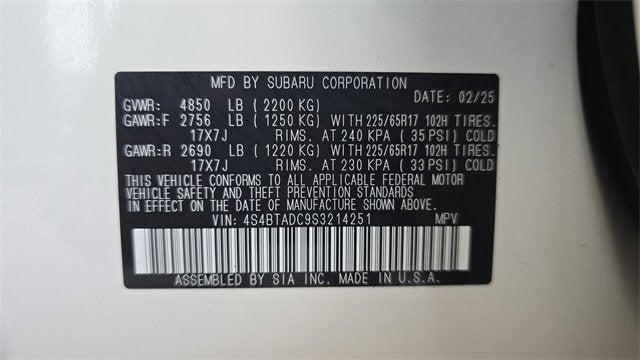 MFD BY SUBARU CORPORATION
DATE: 02/25
GVWR: 4850 LB ( 2200 KG)
GAWR:F 2756 LB ( 1250 KG) WITH 225/65R17 102H TIRES.
17X7J RIMS. AT 240 KPA ( 35 PSI) COLD
GAWR:R 2690 LB ( 1220 KG) WITH 225/65R17 102H TIRES.
17X7J RIMS. AT 230 KPA ( 33 PSI) COLD
THIS VEHICLE CONFORMS TO ALL APPLICABLE FEDERAL MOTOR
VEHICLE SAFETY AND THEFT PREVENTION STANDARDS
IN EFFECT ON THE DATE OF MANUFACTURE SHOWN ABOVE.
VIN: 4S4BTADC9S3214251 MPV
ASSEMBLED BY SIA INC. MADE IN U.S.A.